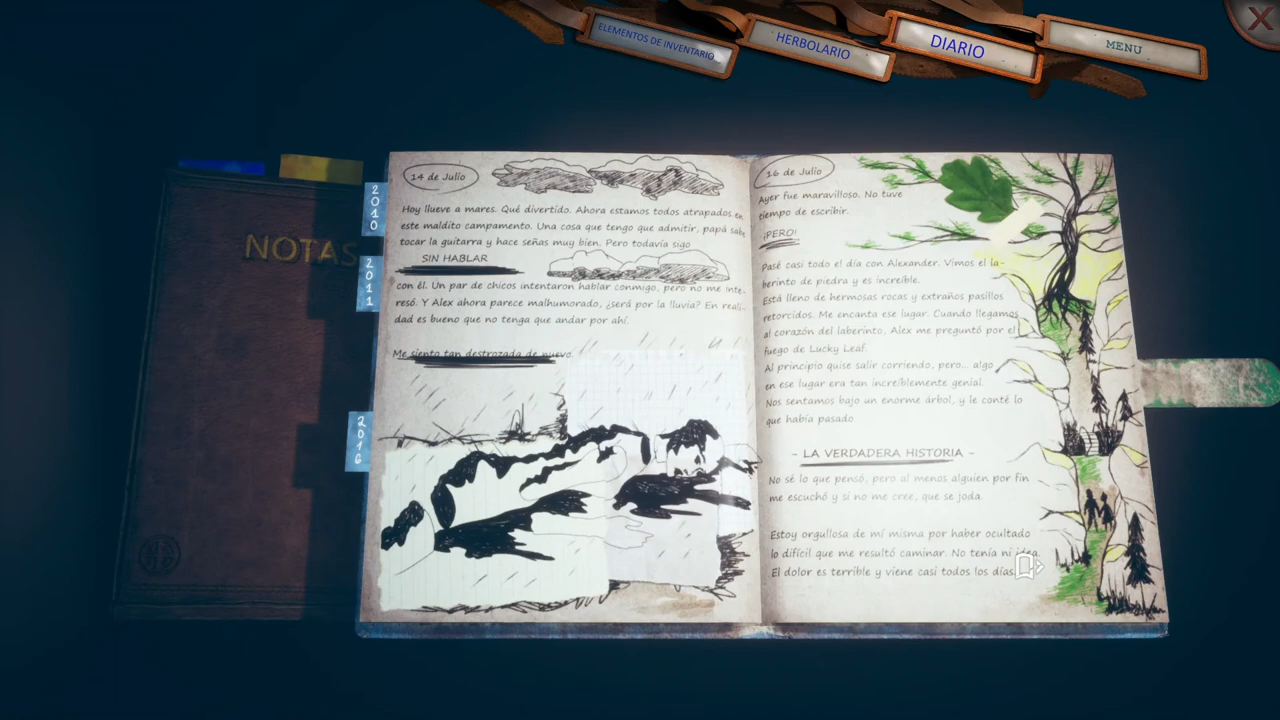 ELEMENTOS DE INVENTARIO
HERBOLARIO
DIARIO
MENU
NOTAS
2010
2011
2016
14 de Julio
Hoy llueve a mares. Qué divertido. Ahora estamos todos atrapados en
este maldito campamento. Una cosa que tengo que admitir, papá sabe
tocar la guitarra y hace señas muy bien. Pero todavía sigo
SIN HABLAR
con él. Un par de chicos intentaron hablar conmigo, pero no me inte-
resó. Y Alex ahora parece malhumorado, ¿será por la lluvia? En reali-
dad es bueno que no tenga que andar por ahí.
Me siento tan destrozada de nuevo.
16 de Julio
Ayer fue maravilloso. No tuve
tiempo de escribir.
¡PERO!
Pasé casi todo el día con Alexander. Vimos el la-
berinto de piedra y es increíble.
Está lleno de hermosas rocas y extraños pasillos
retorcidos. Me encanta ese lugar. Cuando llegamos
al corazón del laberinto, Alex me preguntó por el
fuego de Lucky Leaf.
Al principio quise salir corriendo, pero... algo
en ese lugar era tan increíblemente genial.
Nos sentamos bajo un enorme árbol, y le conté lo
que había pasado
- LA VERDADERA HISTORIA -
No sé lo que pensó, pero al menos alguien por fin
me escuchó y si no me cree, que se joda.
Estoy orgullosa de mí misma por haber ocultado
lo difícil que me resultó caminar. No tenía ni idea.
El dolor es terrible y viene casi todos los días.